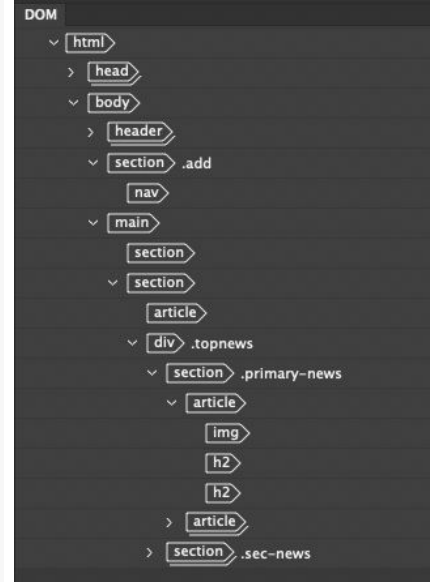 DOM
html
head
body
header
section .add
nav
main
section
section
article
div .topnews
section .primary-news
article
img
h2
h2
article
section .sec-news